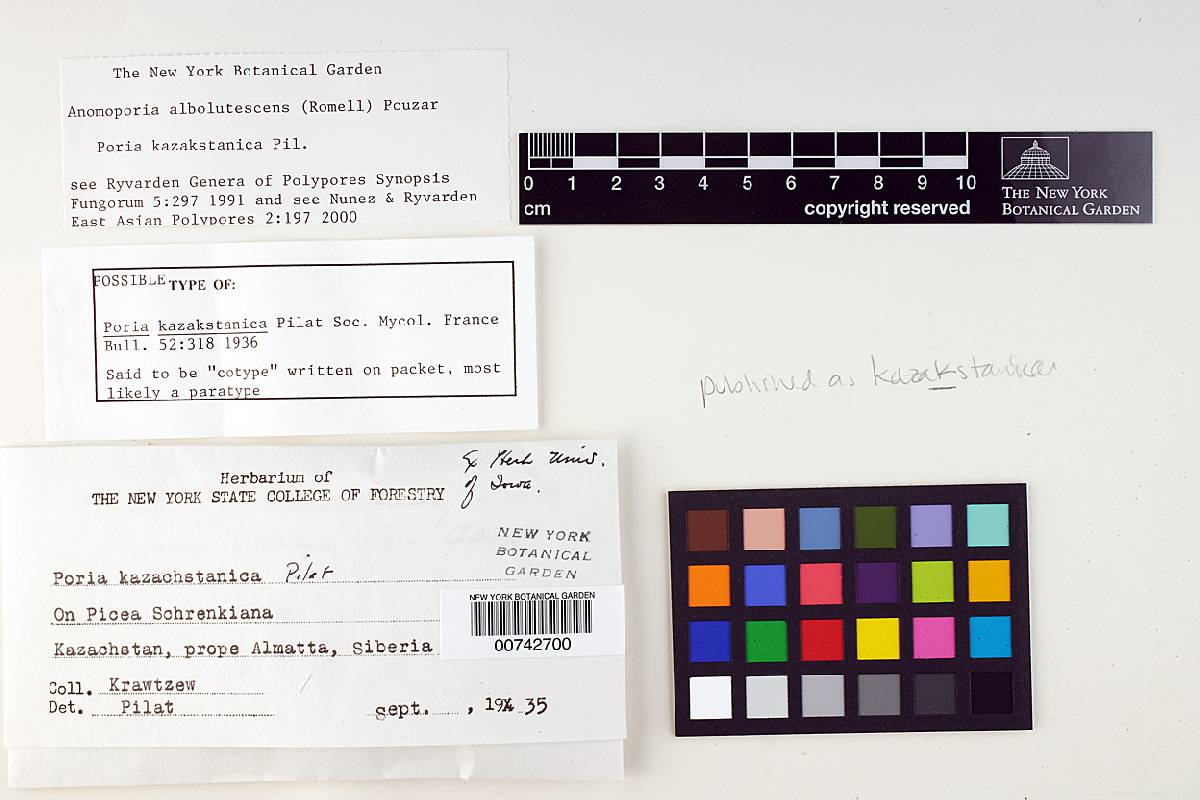 The New York Botanical Garden
Anomoporia albolutescens (Romell) Pouzar
Poria kazakstanica Pil.
see Ryvarden Genera of Polypores Synopsis
Fungorum 5:297 1991 and see Nunez & Ryvarden
East Asian Polypores 2:197 2000
0 1 2 3 4 5 6 7 8 9 10
cm copyright reserved
THE NEW YORK
BOTANICAL GARDEN
POSSIBLE TYPE OF:
Poria kazakstanica Pilat Soc. Mycol. France
Bull. 52:318 1936
Said to be "cotype" written on packet, most
likely a paratype
published as kazakstanica
Ex Herb Univ.
of Iowa.
Herbarium of
THE NEW YORK STATE COLLEGE OF FORESTRY
NEW YORK
BOTANICAL
GARDEN
Poria kazachstanica Pilat
On Picea Schrenkiana
NEW YORK BOTANICAL GARDEN
00742700
Kazachstan, prope Almatta, Siberia
Coll. Krawtzew
Det. Pilat
sept. , 19 35